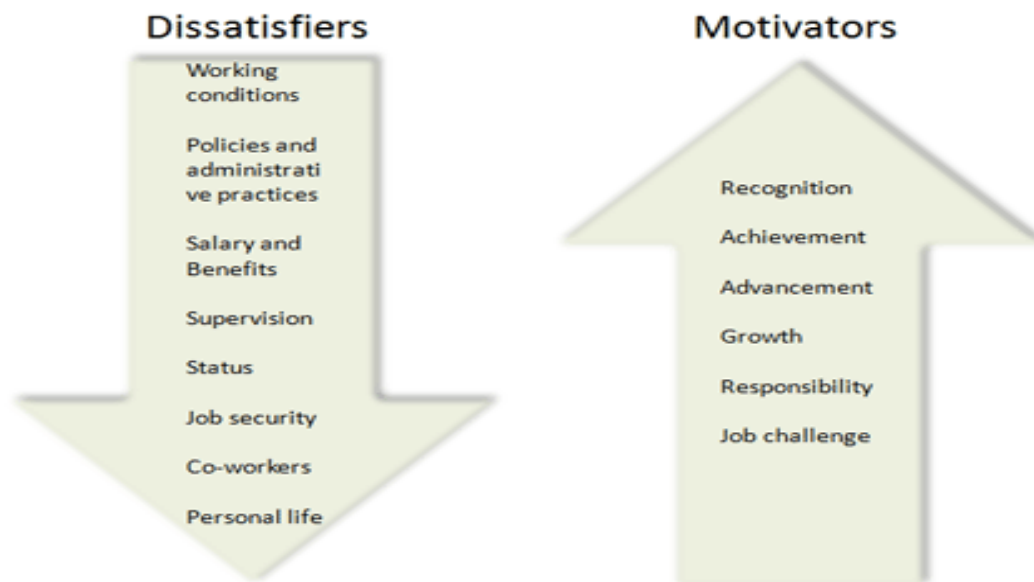 Dissatisfiers
Working
conditions
Policies and
administrati
ve practices
Salary and
Benefits
Supervision
Status
Job security
Co-workers
Personal life
Motivators
Recognition
Achievement
Advancement
Growth
Responsibility
Job challenge